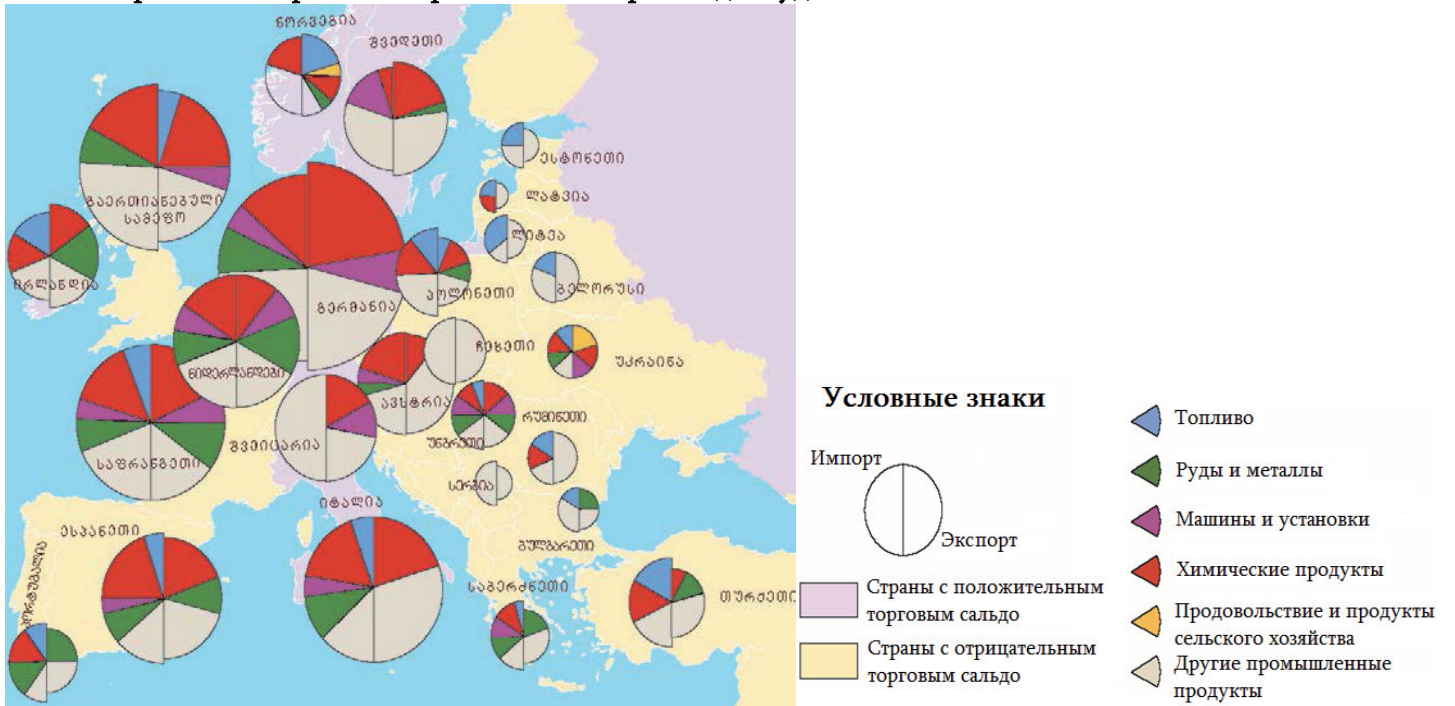 ნორვეგია
შვედეთი
ესტონეთი
ლატვია
ლიტვა
ბელორუსი
გაერთიანებული
სამეფო
ირლანდია
გერმანია
პოლონეთი
ჩეხეთი
უკრაინა
ნიდერლანდები
ავსტრია
საფრანგეთი
შვეიცარია
რუმინეთი
უნგრეთი
სერბია
იტალია
ესპანეთი
პორტუგალია
ბულგარეთი
საბერძნეთი
თურქეთი
Условные знаки
Импорт
Экспорт
Страны с положительным
торговым сальдо
Страны с отрицательным
торговым сальдо
Топливо
Руды и металлы
Машины и установки
Химические продукты
Продовольствие и продукты
сельского хозяйства
Другие промышленные
продукты